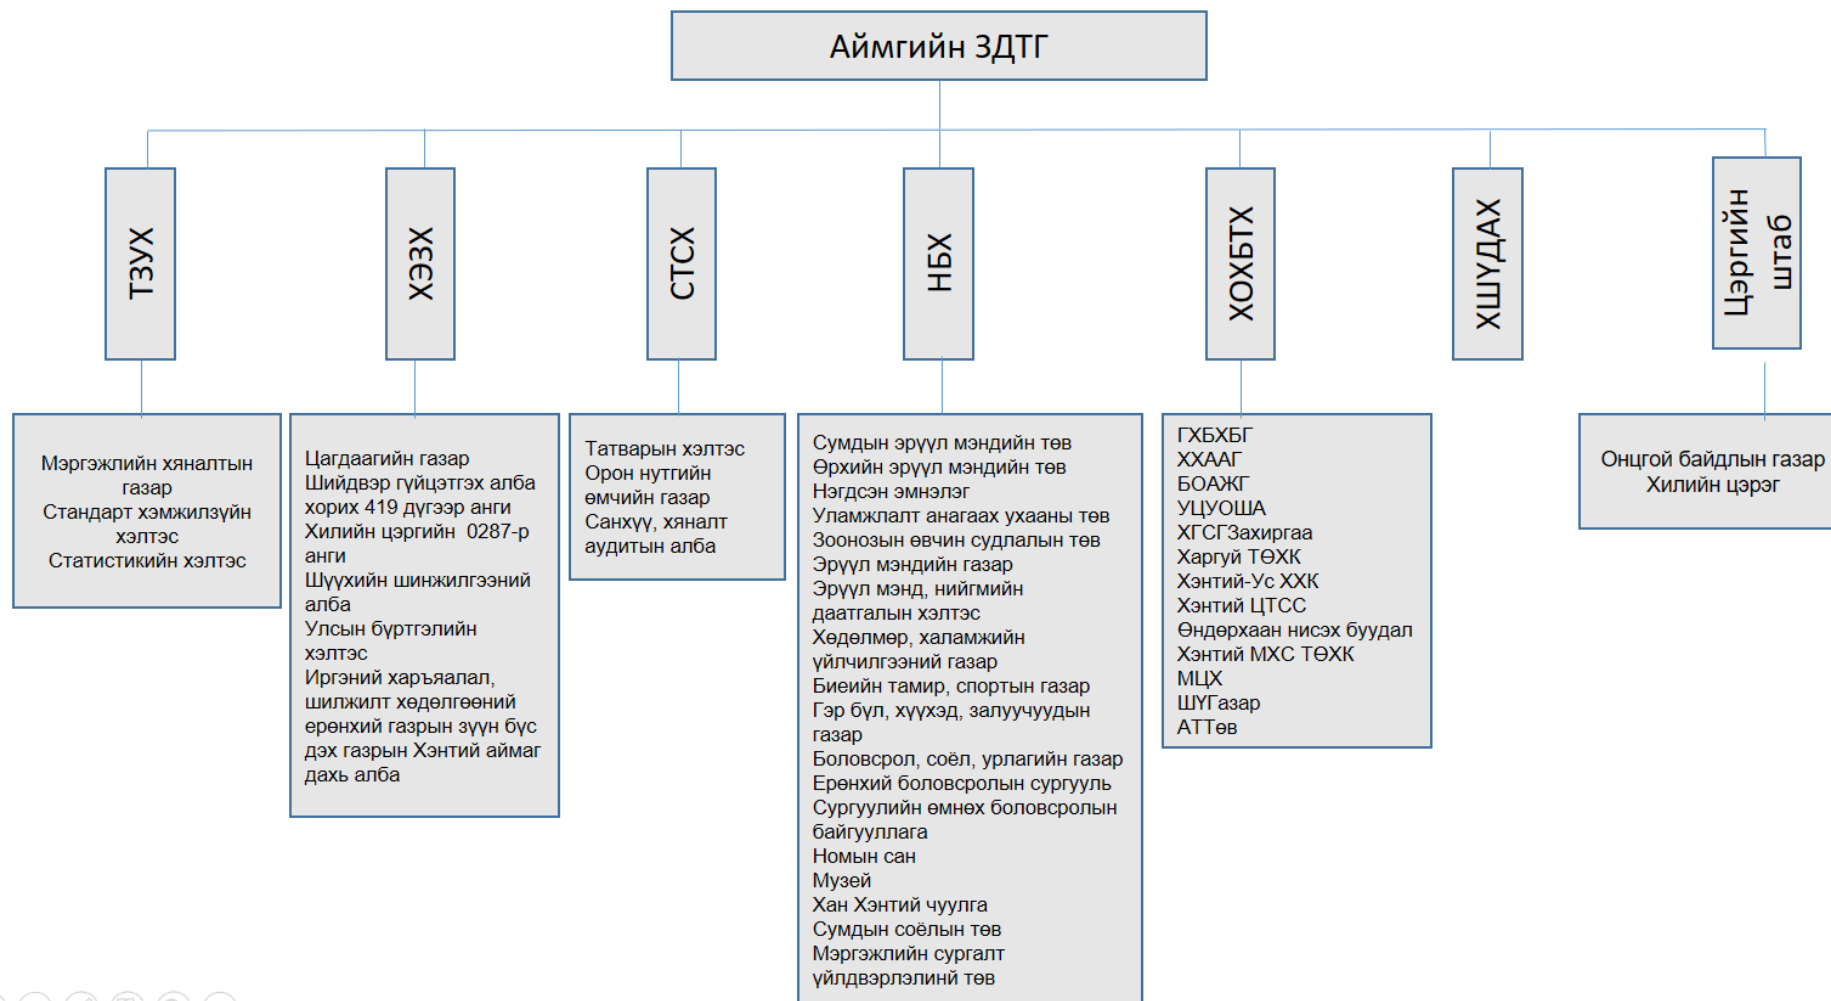 Аймгийн ЗДТГ
ТЗУХ
ХЭЗХ
СТСХ
НБХ
ХОХБТХ
ХШҮДАХ
Цэргийн
штаб
Мэргэжлийн хяналтын
газар
Стандарт хэмжилзүйн
хэлтэс
Статистикийн хэлтэс
Цагдаагийн газар
Шийдвэр гүйцэтгэх алба
хорих 419 дүгээр анги
Хилийн цэргийн 0287-р
анги
Шүүхийн шинжилгээний
алба
Улсын бүртгэлийн
хэлтэс
Иргэний харъяалал,
шилжилт хөдөлгөөний
ерөнхий газрын зүүн бүс
дэх газрын Хэнтий аймаг
дахь алба
Татварын хэлтэс
Орон нутгийн
өмчийн газар
Санхүү, хяналт
аудитын алба
Сумдын эрүүл мэндийн төв
Өрхийн эрүүл мэндийн төв
Нэгдсэн эмнэлэг
Уламжлалт анагаах ухааны төв
Зоонозын өвчин судлалын төв
Эрүүл мэндийн газар
Эрүүл мэнд, нийгмийн
даатгалын хэлтэс
Хөдөлмөр, халамжийн
үйлчилгээний газар
Биеийн тамир, спортын газар
Гэр бүл, хүүхэд, залуучуудын
газар
Боловсрол, соёл, урлагийн газар
Ерөнхий боловсролын сургууль
Сургуулийн өмнөх боловсролын
байгууллага
Номын сан
Музей
Хан Хэнтий чуулга
Сумдын соёлын төв
Мэргэжлийн сургалт
үйлдвэрлэлинй төв
ГХБХБГ
ХХААГ
БОАЖГ
УЦУОША
ХГСГЗахиргаа
Харгуй ТӨХК
Хэнтий-Ус ХХК
Хэнтий ЦТСС
Өндөрхаан нисэх буудал
Хэнтий МХС ТӨХК
МЦХ
ШҮГазар
АТТөв
Онцгой байдлын газар
Хилийн цэрэг